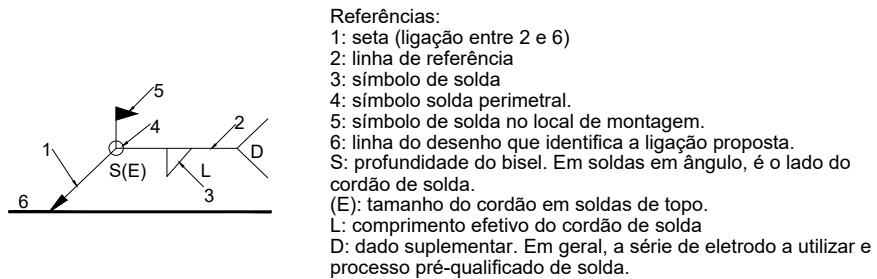 Referências:
1: seta (ligação entre 2 e 6)
2: linha de referência
3: símbolo de solda
4: símbolo solda perimetral.
5: símbolo de solda no local de montagem.
6: linha do desenho que identifica a ligação proposta.
S: profundidade do bisel. Em soldas em ângulo, é o lado do
cordão de solda.
(E): tamanho do cordão em soldas de topo.
L: comprimento efetivo do cordão de solda
D: dado suplementar. Em geral, a série de eletrodo a utilizar e
processo pré-qualificado de solda.
5
4
2
1
D
S(E)
L
3
6